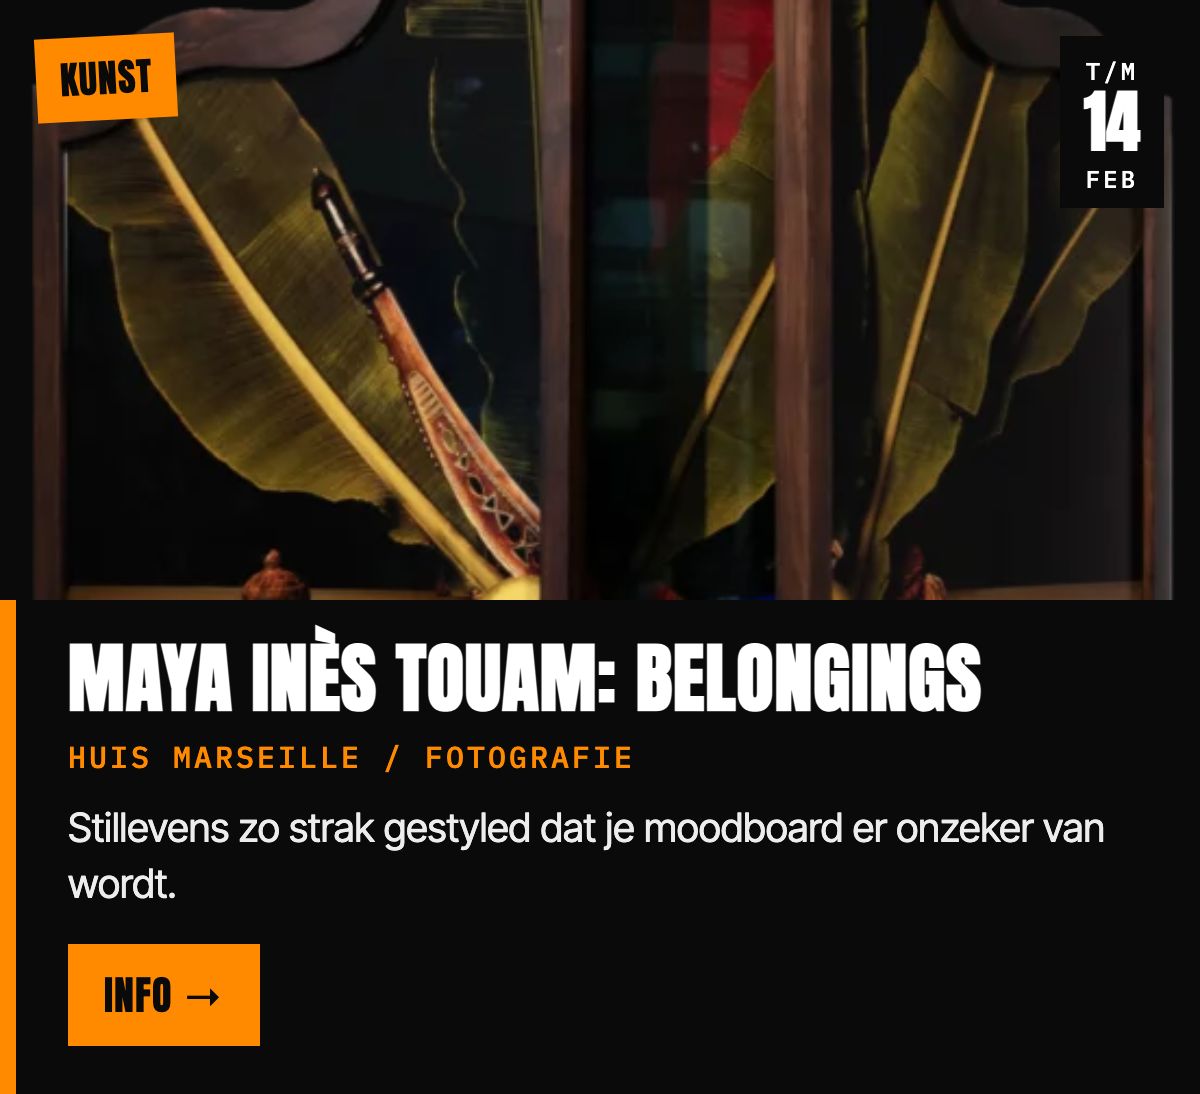 KUNST
T/M
14
FEB
MAYA INÈS TOUAM: BELONGINGS
HUIS MARSEILLE / FOTOGRAFIE
Stillevens zo strak gestyled dat je moodboard er onzeker van
wordt.
INFO →